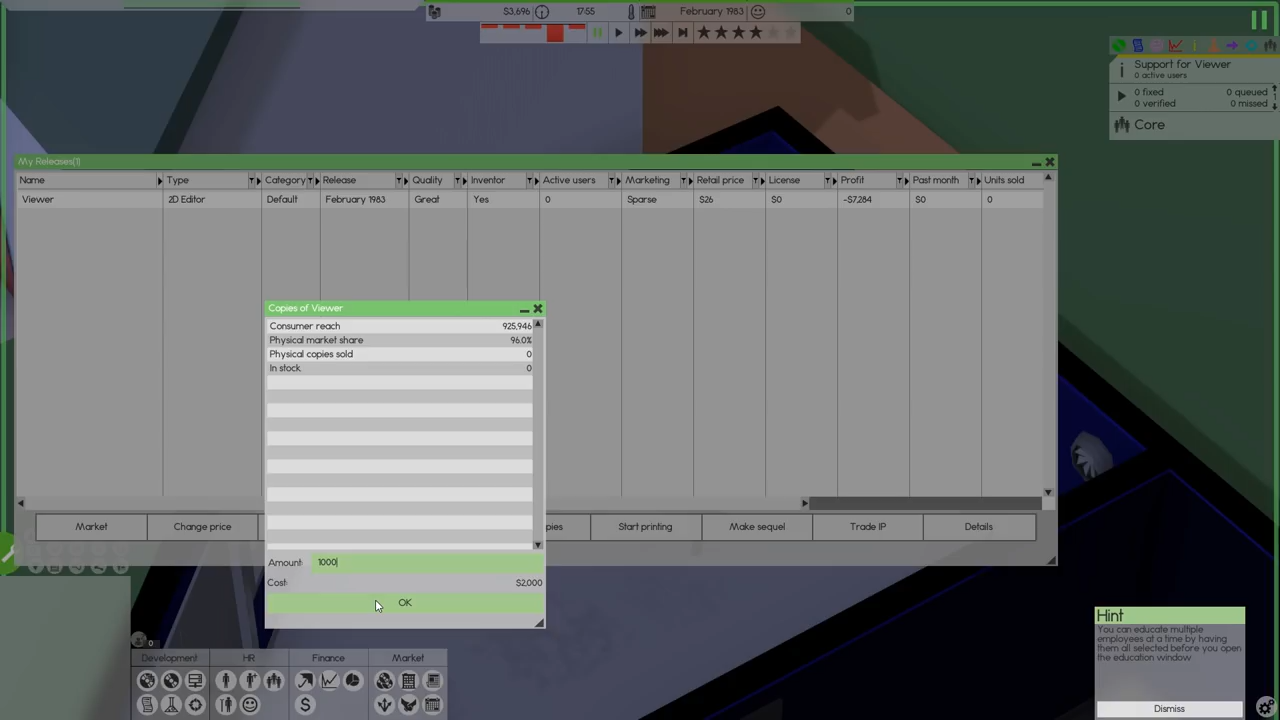 $3,696
17:55
February 1983
0
Support for Viewer
0 active users
0 fixed
0 queued
0 verified
0 missed
Core
My Releases(1)
Name
Type
Category
Release
Quality
Inventor
Active users
Marketing
Retail price
License
Profit
Past month
Units sold
Viewer
2D Editor
Default
February 1983
Great
Yes
0
Sparse
$26
$0
-$7,284
$0
0
Copies of Viewer
Consumer reach
925,946
Physical market share
96.0%
Physical copies sold
0
In stock
0
Market
Change price
pies
Start printing
Make sequel
Trade IP
Details
Amount:
1000
Cost:
$2,000
OK
Hint
You can educate multiple
employees at a time by having
them all selected before you open
the education window
Dismiss
0
Development
HR
Finance
Market